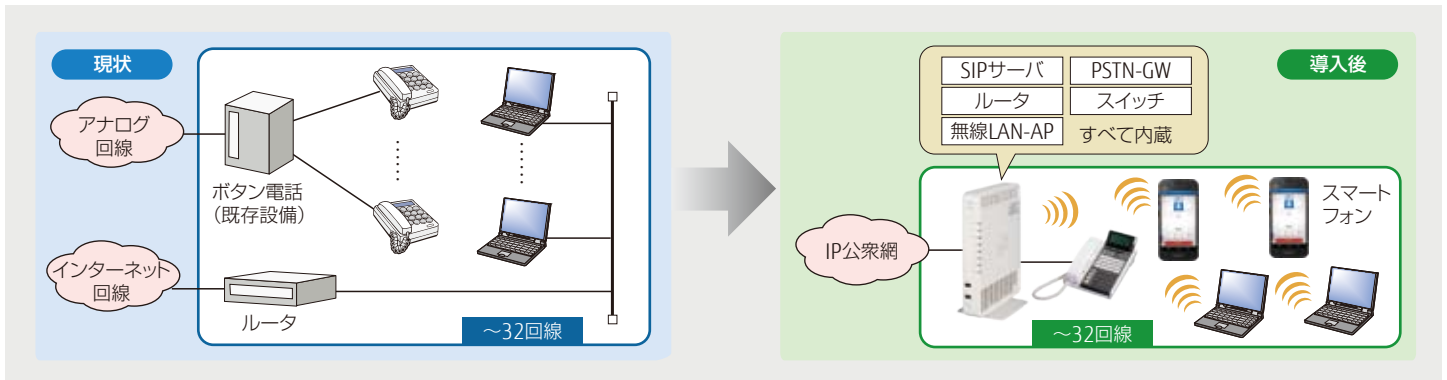 現状
アナログ
回線
ボタン電話
（既存設備）
インターネット
回線
ルータ
～32回線
導入後
SIPサーバ
PSTN-GW
ルータ
スイッチ
無線LAN-AP
すべて内蔵
IP公衆網
スマート
フォン
～32回線